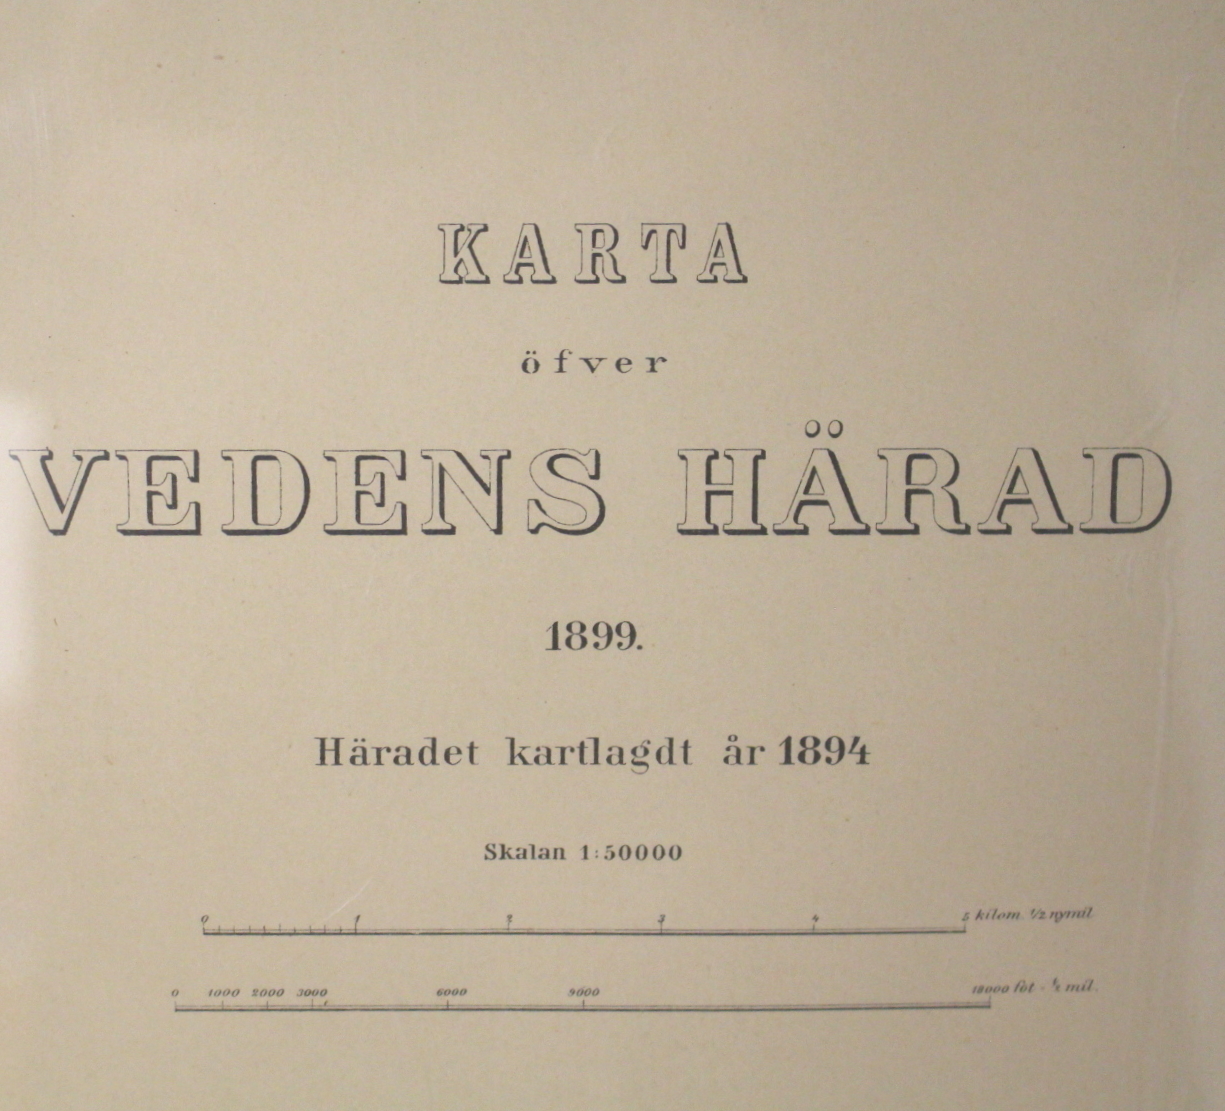 KARTA
öfver
VEDENS HÄRAD
1899.
Häradet kartlagdt år 1894
Skalan 1:50000
0 1 2 3 4 5 kilom. ½ nymil.
0 1000 2000 3000 6000 9000 18000 fot - ½ mil.